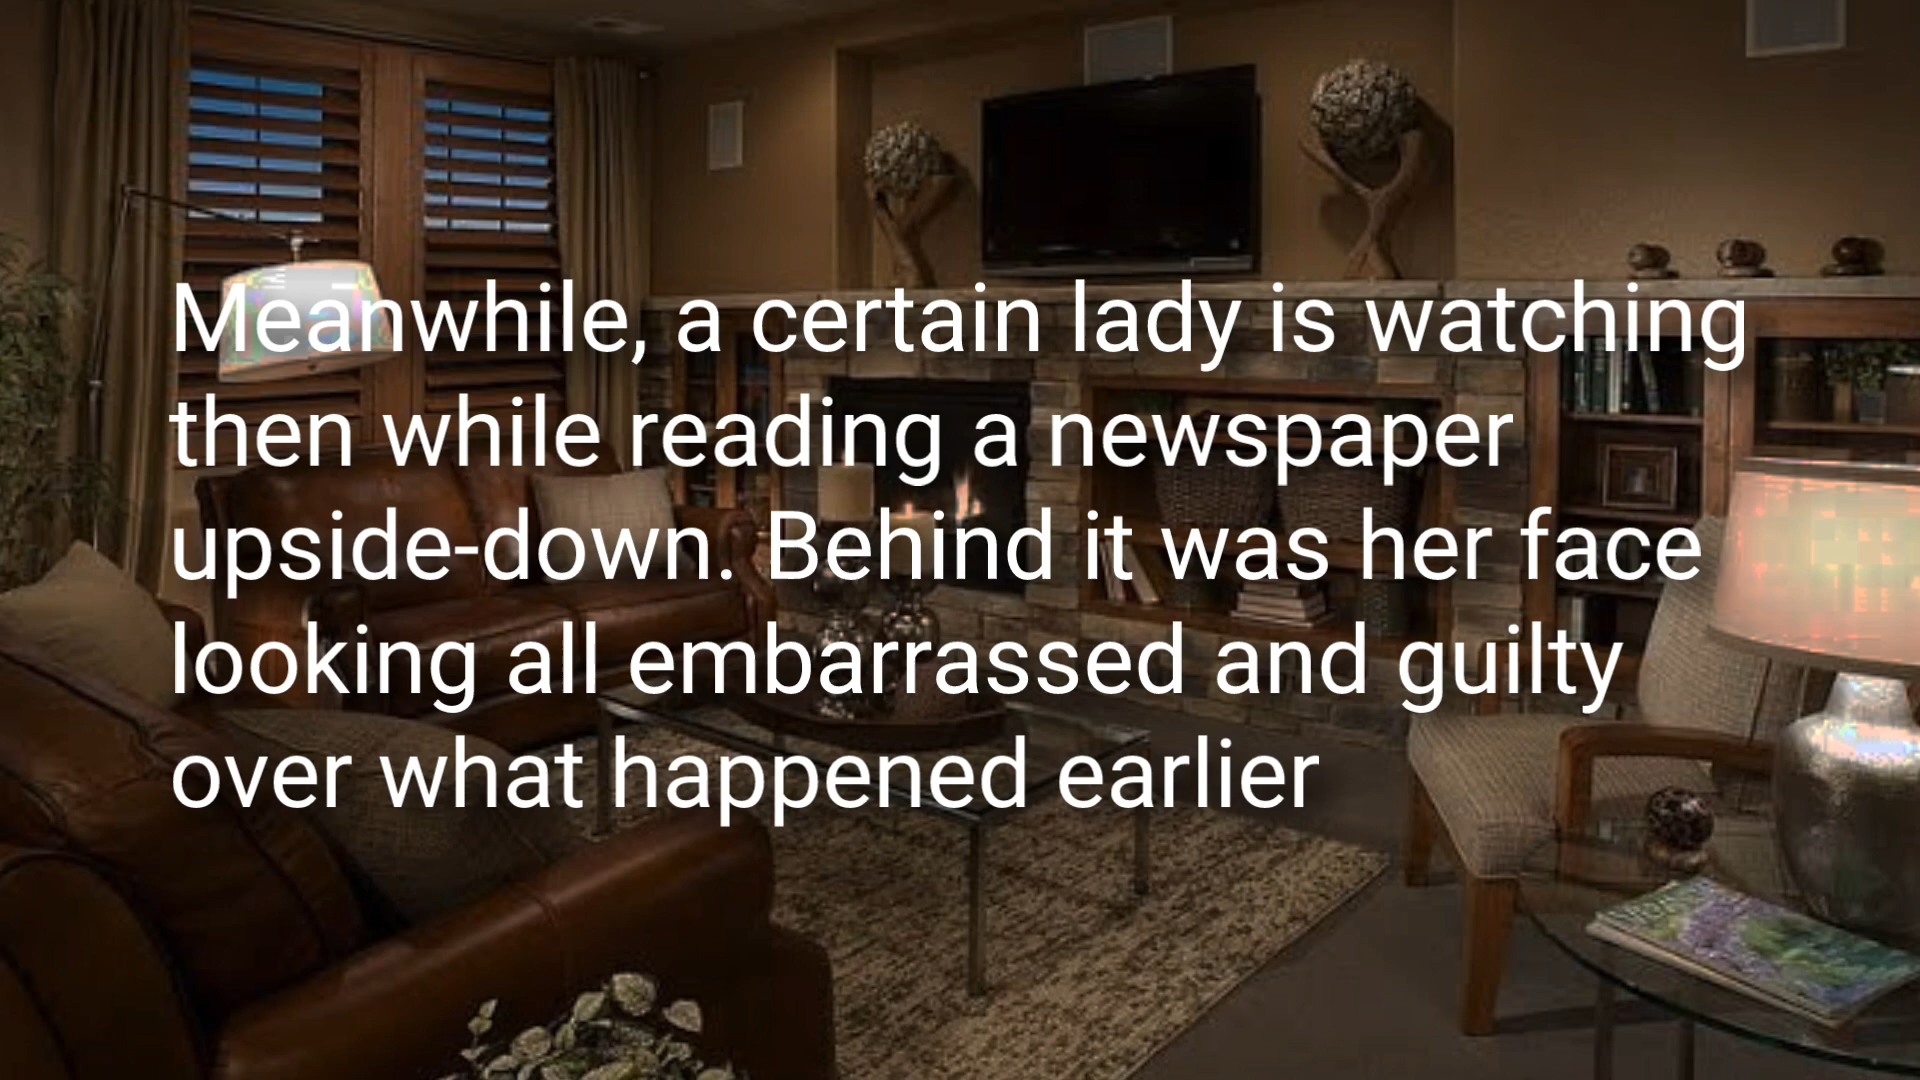 Meanwhile, a certain lady is watching
then while reading a newspaper
upside-down. Behind it was her face
looking all embarrassed and guilty
over what happened earlier